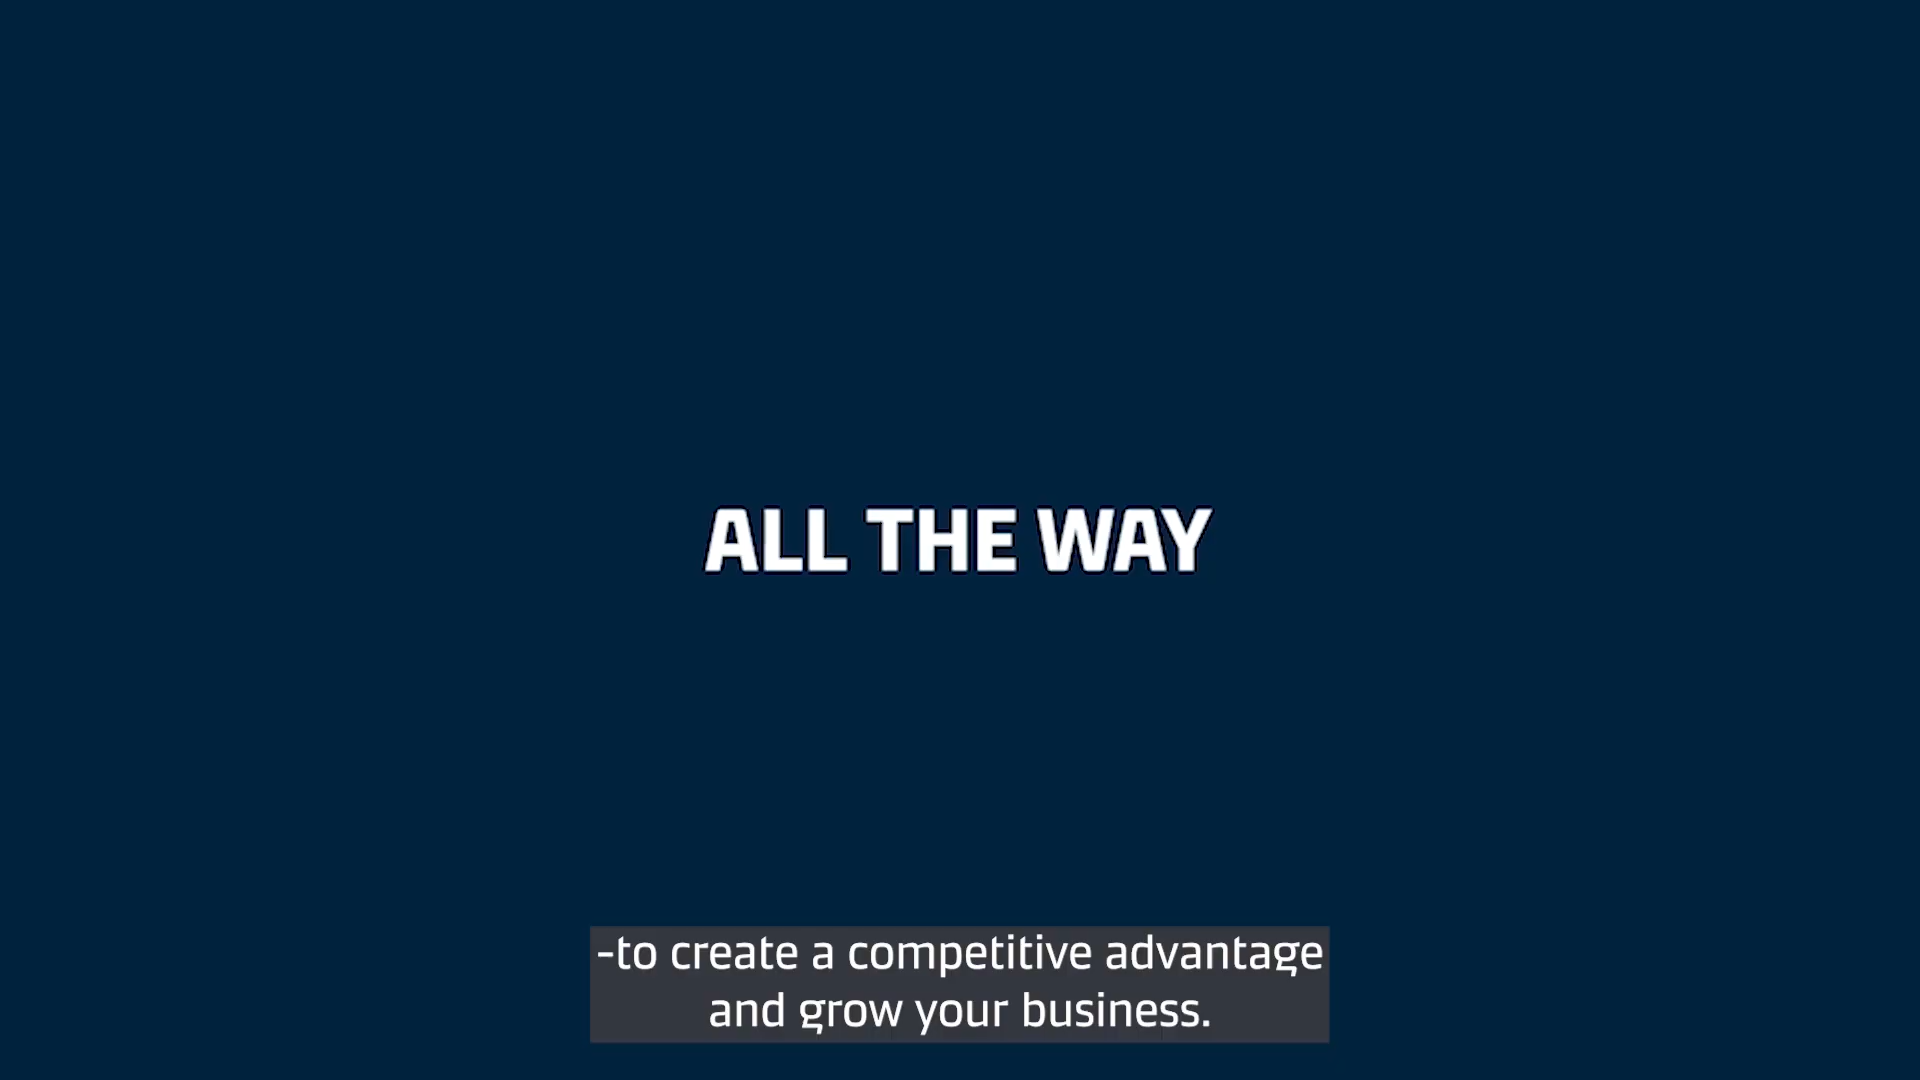 ALL THE WAY
-to create a competitive advantage
and grow your business.